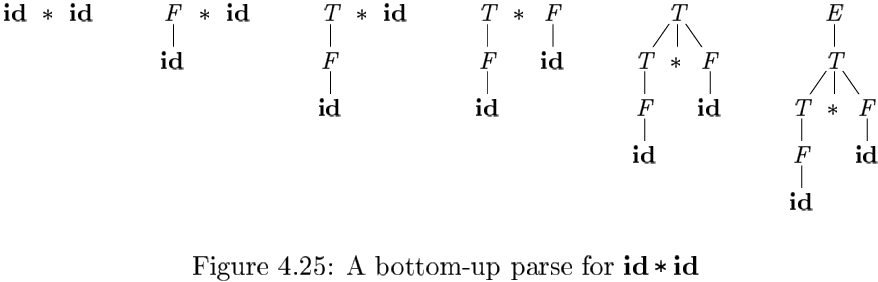 id * id F * id T * id T * F T E
id F F id T * F T
id id F id T * F
id F id
id
Figure 4.25: A bottom-up parse for id * id